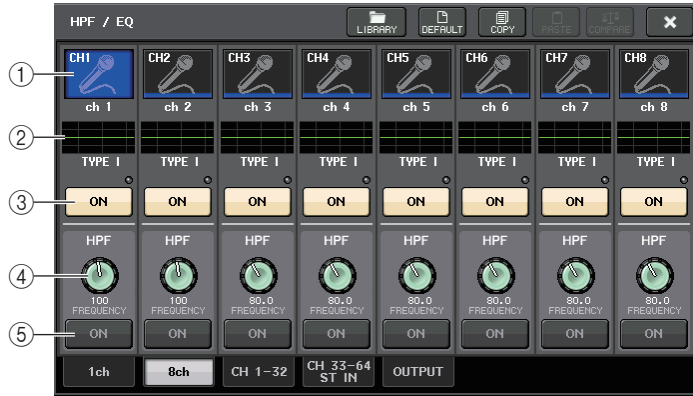 HPF / EQ
LIBRARY DEFAULT COPY PASTE COMPARE
① CH1 CH2 CH3 CH4 CH5 CH6 CH7 CH8
ch 1 ch 2 ch 3 ch 4 ch 5 ch 6 ch 7 ch 8
②
TYPE I TYPE I TYPE I TYPE I TYPE I TYPE I TYPE I TYPE I
③ ON ON ON ON ON ON ON ON
HPF HPF HPF HPF HPF HPF HPF HPF
④
100 100 80.0 80.0 80.0 80.0 80.0 80.0
FREQUENCY FREQUENCY FREQUENCY FREQUENCY FREQUENCY FREQUENCY FREQUENCY FREQUENCY
⑤ ON ON ON ON ON ON ON ON
1ch 8ch CH 1-32 CH 33-64 OUTPUT
ST IN